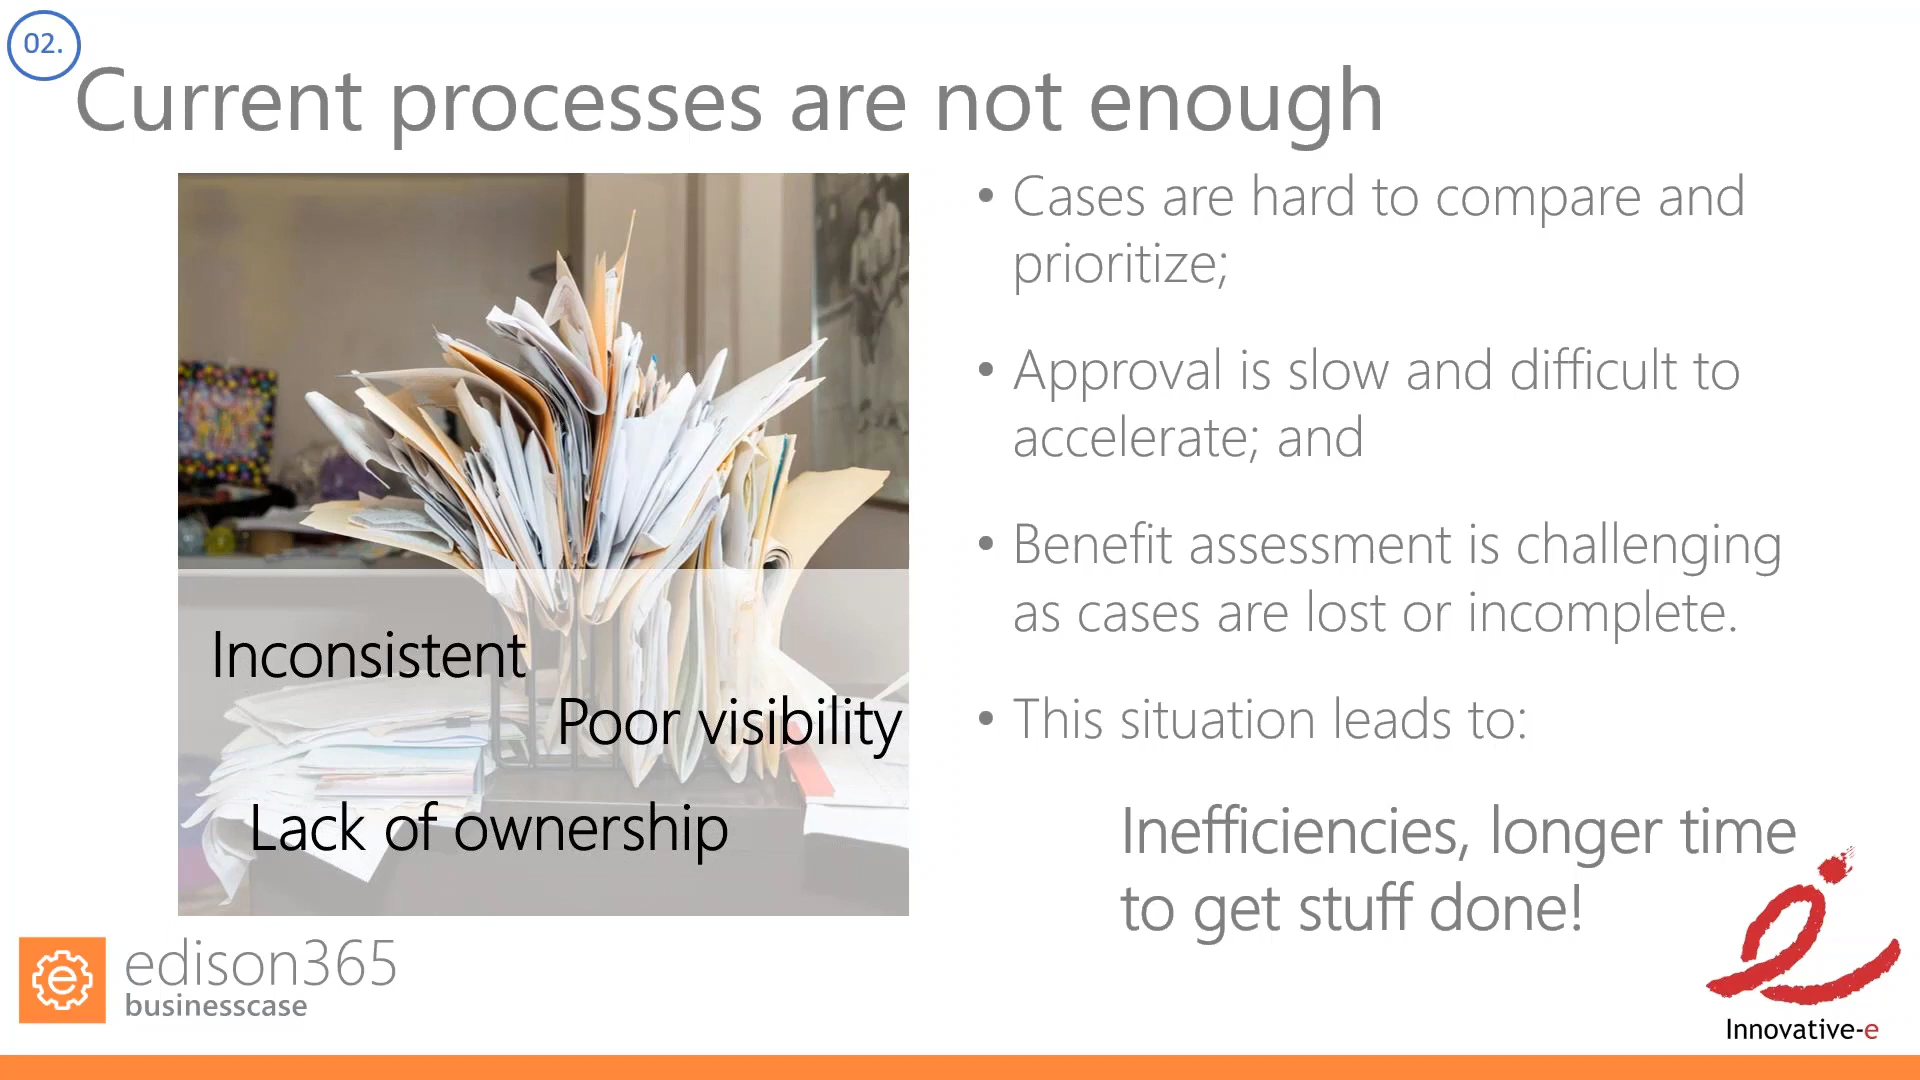 02.
Current processes are not enough
Inconsistent
Poor visibility
Lack of ownership
• Cases are hard to compare and
prioritize;
• Approval is slow and difficult to
accelerate; and
• Benefit assessment is challenging
as cases are lost or incomplete.
• This situation leads to:
Inefficiencies, longer time
to get stuff done!
e
edison365
businesscase
Innovative-e